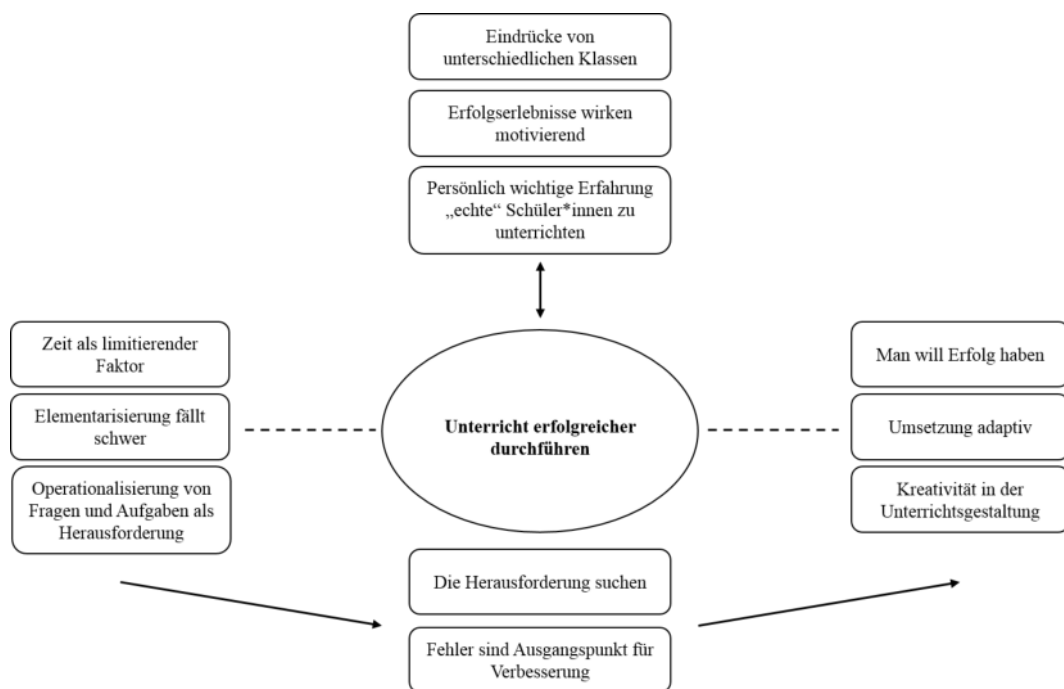 Eindrücke von
unterschiedlichen Klassen
Erfolgserlebnisse wirken
motivierend
Persönlich wichtige Erfahrung
„echte“ Schüler*innen zu
unterrichten
Zeit als limitierender
Faktor
Elementarisierung fällt
schwer
Operationalisierung von
Fragen und Aufgaben als
Herausforderung
Unterricht erfolgreicher
durchführen
Man will Erfolg haben
Umsetzung adaptiv
Kreativität in der
Unterrichtsgestaltung
Die Herausforderung suchen
Fehler sind Ausgangspunkt für
Verbesserung